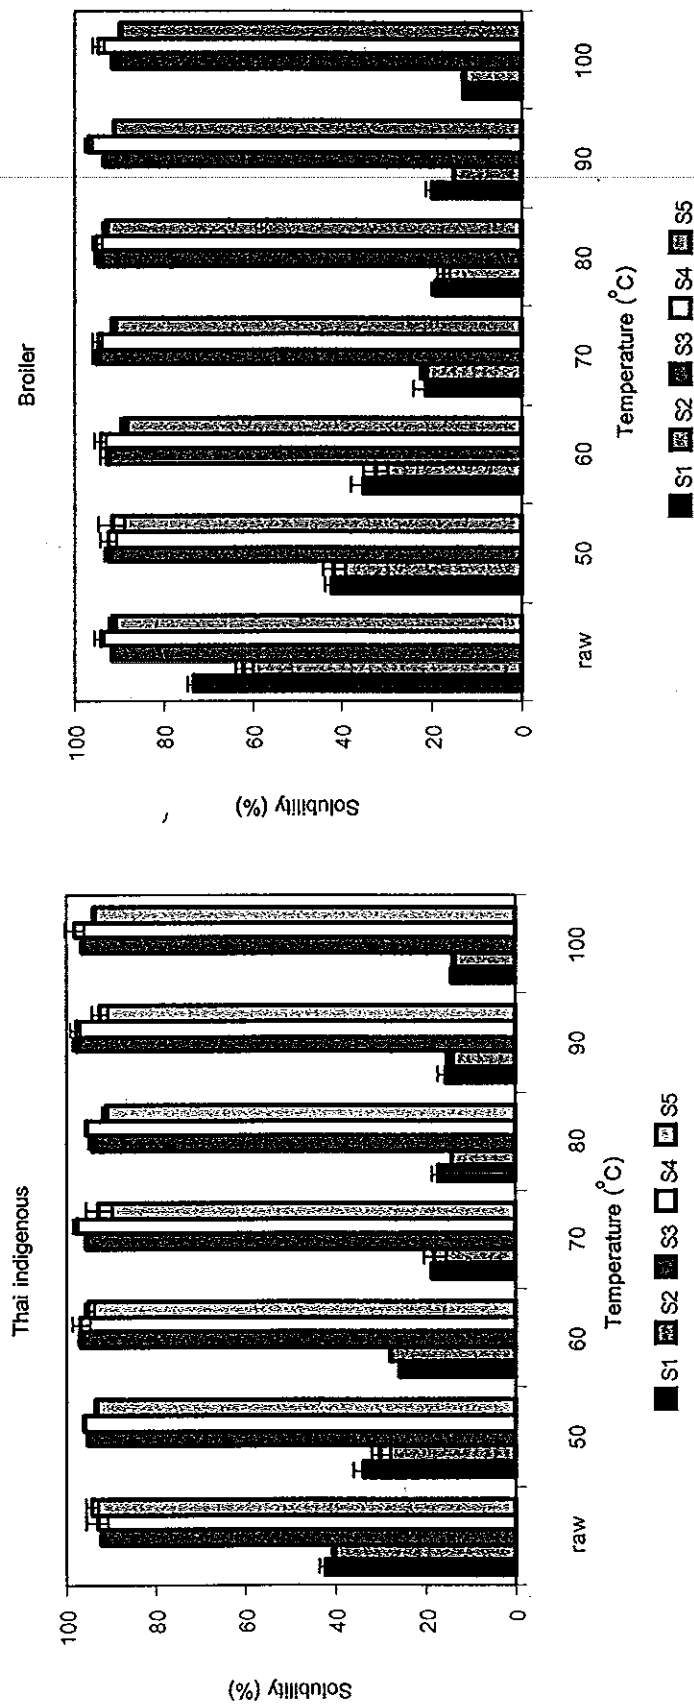 Thai indigenous
Solubility (%)
100
80
60
40
20
0
raw 50 60 70 80 90 100
Temperature (°C)
S1 S2 S3 S4 S5
Broiler
Solubility (%)
100
80
60
40
20
0
raw 50 60 70 80 90 100
Temperature (°C)
S1 S2 S3 S4 S5